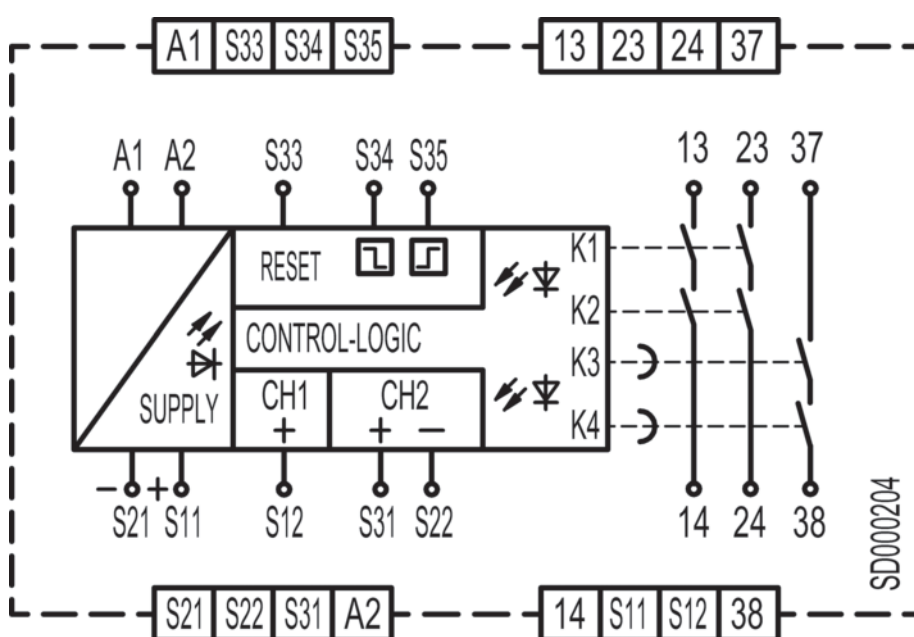 A1 S33 S34 S35 13 23 24 37
A1 A2 S33 S34 S35 13 23 37
RESET K1
K2
CONTROL-LOGIC
K3
SUPPLY CH1 CH2
+ + − K4
− S21 + S11 S12 S31 S22 14 24 38
SD000204
S21 S22 S31 A2 14 S11 S12 38